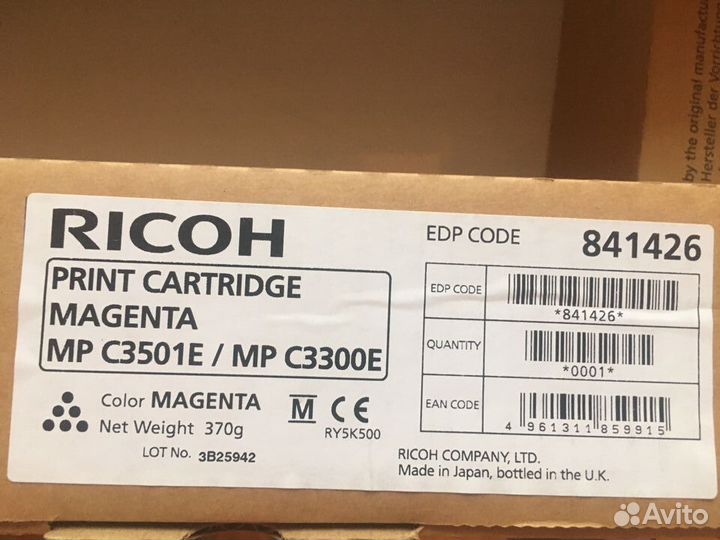 by the original manufactu
Hersteller der
RICOH
EDP CODE 841426
PRINT CARTRIDGE
MAGENTA
MP C3501E / MP C3300E
EDP CODE
*841426*
QUANTITY
*0001*
EAN CODE
4 961311 859915
Color MAGENTA
Net Weight 370g
M CE
RY5K500
LOT No. 3B25942
RICOH COMPANY, LTD.
Made in Japan, bottled in the U.K.
Avito